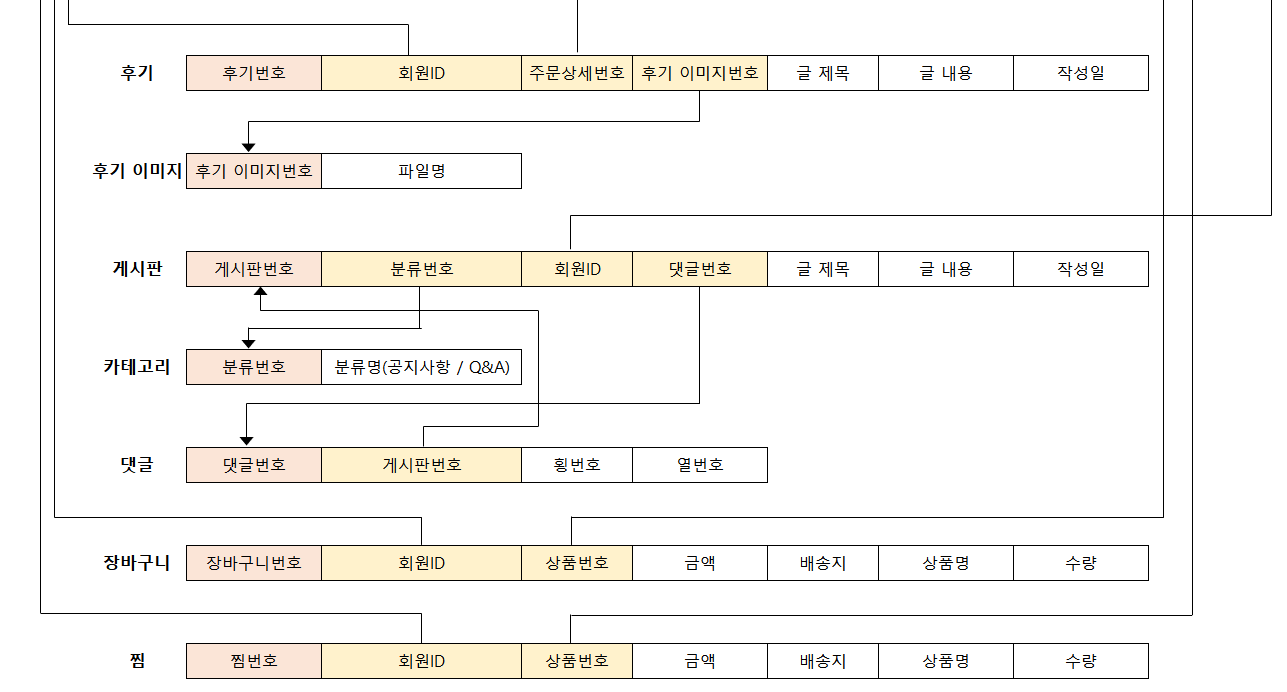 후기 후기번호 회원ID 주문상세번호 후기 이미지번호 글 제목 글 내용 작성일
후기 이미지 후기 이미지번호 파일명
게시판 게시판번호 분류번호 회원ID 댓글번호 글 제목 글 내용 작성일
카테고리 분류번호 분류명(공지사항 / Q&A)
댓글 댓글번호 게시판번호 횡번호 열번호
장바구니 장바구니번호 회원ID 상품번호 금액 배송지 상품명 수량
찜 찜번호 회원ID 상품번호 금액 배송지 상품명 수량